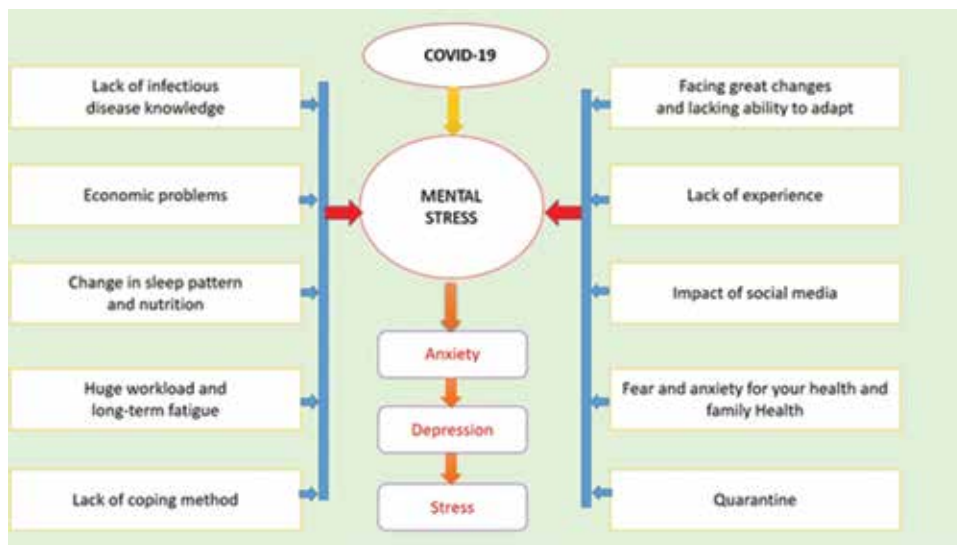 COVID-19
Lack of infectious
disease knowledge
Economic problems
Change in sleep pattern
and nutrition
Huge workload and
long-term fatigue
Lack of coping method
MENTAL
STRESS
Anxiety
Depression
Stress
Facing great changes
and lacking ability to adapt
Lack of experience
Impact of social media
Fear and anxiety for your health and
family Health
Quarantine